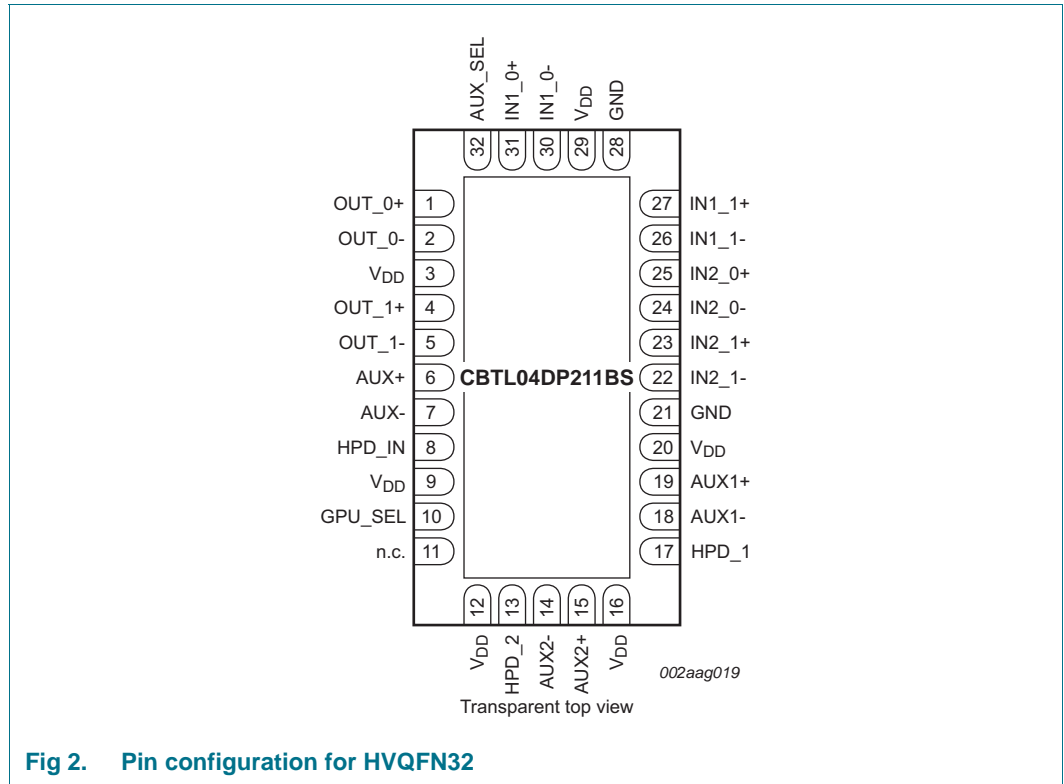 AUX_SEL
IN1_0+
IN1_0-
VDD
GND
32
31
30
29
28
OUT_0+ 1
OUT_0- 2
VDD 3
OUT_1+ 4
OUT_1- 5
AUX+ 6
AUX- 7
HPD_IN 8
VDD 9
GPU_SEL 10
n.c. 11
CBTL04DP211BS
27 IN1_1+
26 IN1_1-
25 IN2_0+
24 IN2_0-
23 IN2_1+
22 IN2_1-
21 GND
20 VDD
19 AUX1+
18 AUX1-
17 HPD_1
12
13
14
15
16
VDD
HPD_2
AUX2-
AUX2+
VDD
002aag019
Transparent top view
Fig 2. Pin configuration for HVQFN32